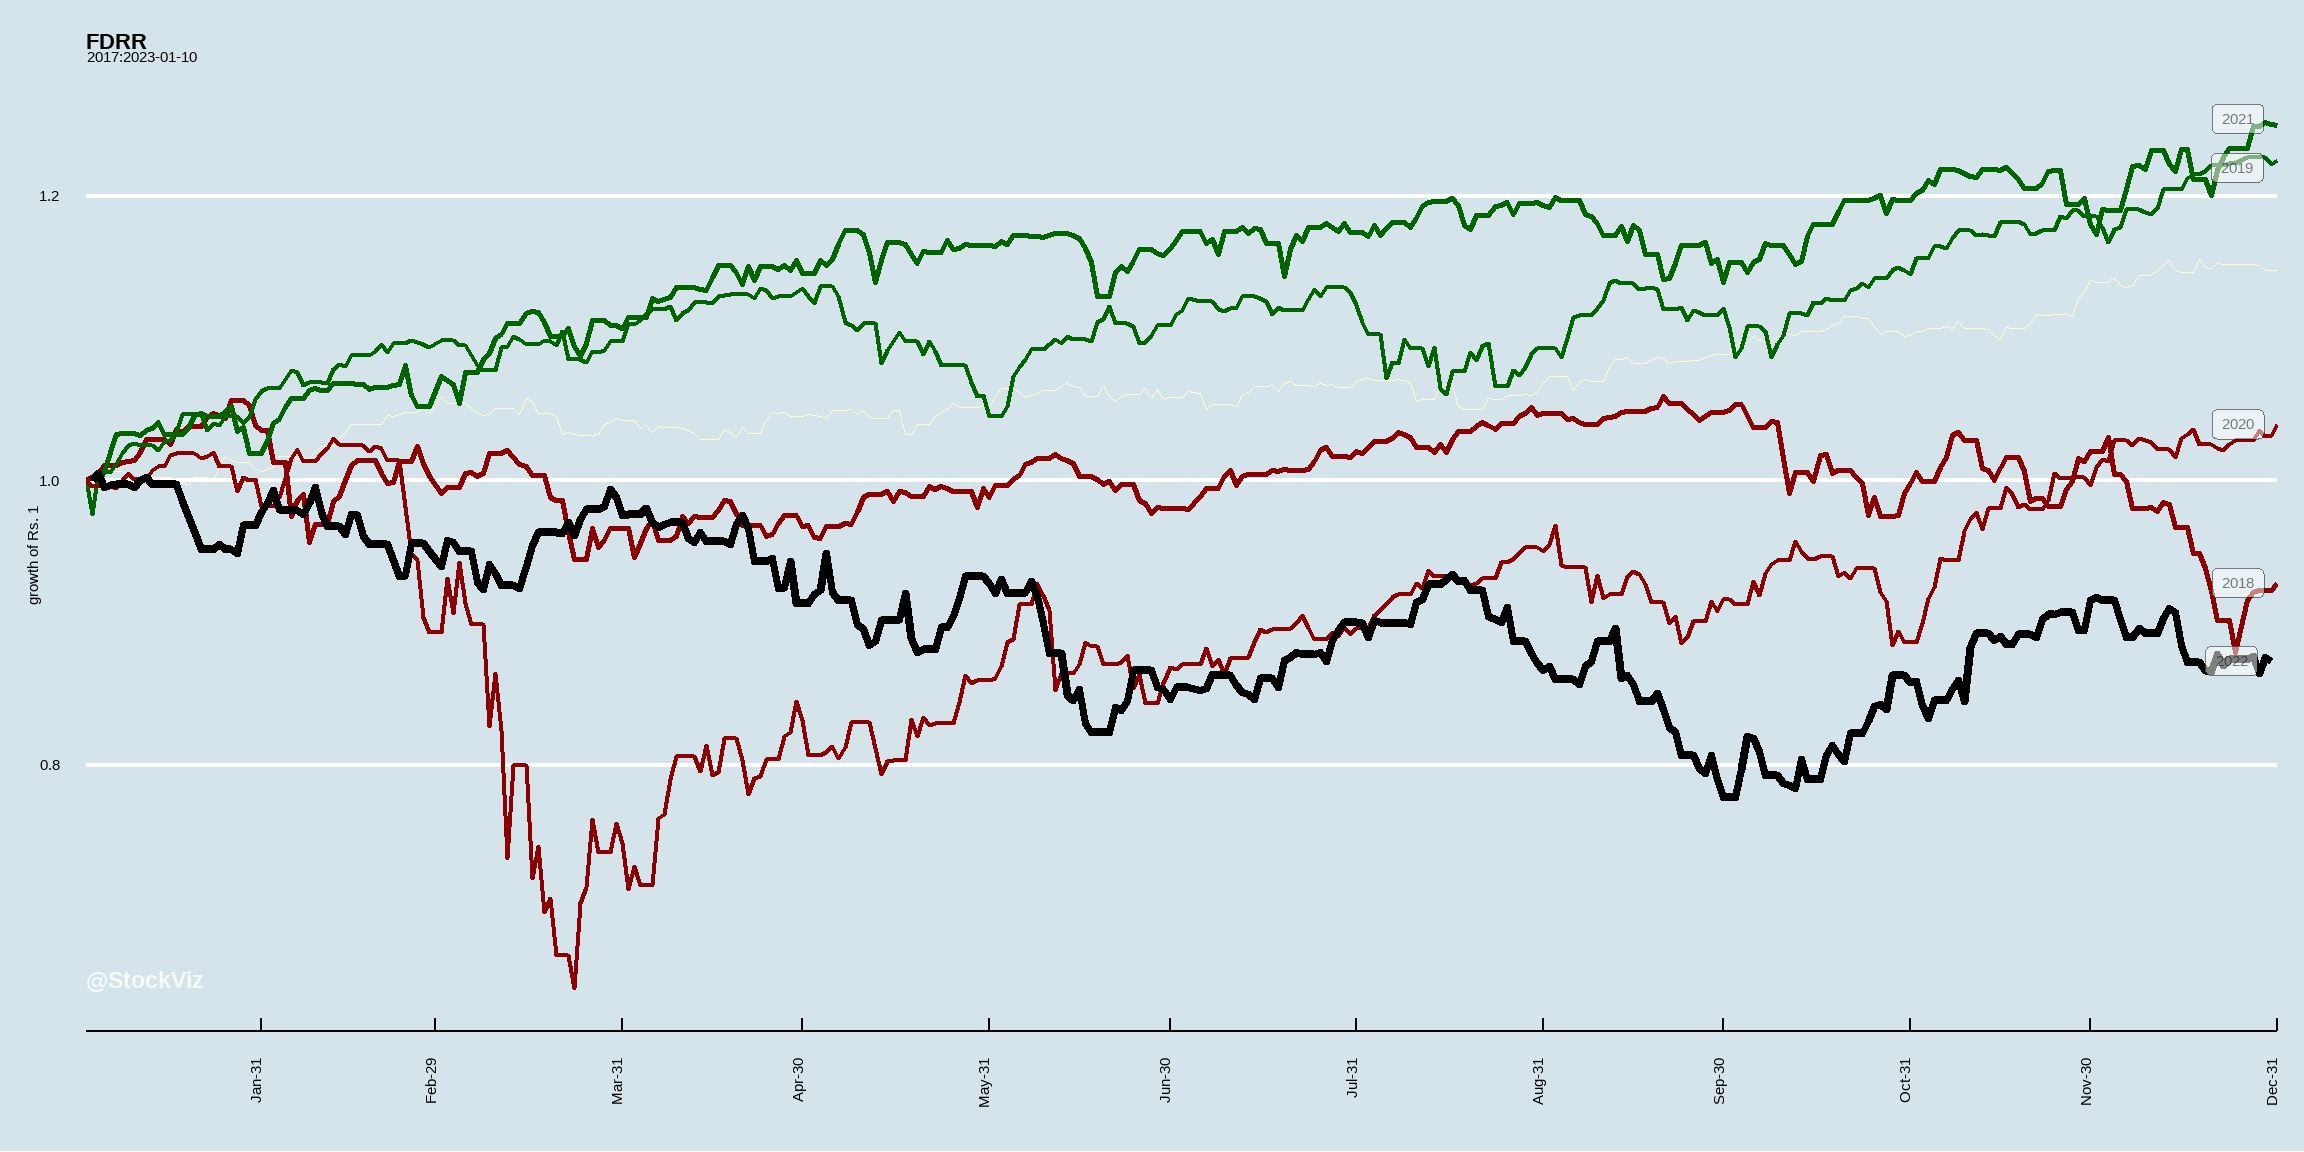 FDRR
2017:2023-01-10
2021
2019
1.2
2020
1.0
growth of Rs. 1
2018
2022
0.8
@StockViz
Jan-31
Feb-29
Mar-31
Apr-30
May-31
Jun-30
Jul-31
Aug-31
Sep-30
Oct-31
Nov-30
Dec-31